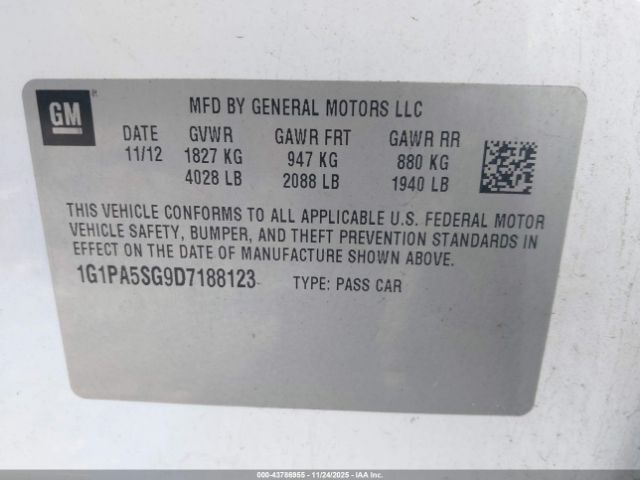 GM
MFD BY GENERAL MOTORS LLC
DATE GVWR GAWR FRT GAWR RR
11/12 1827 KG 947 KG 880 KG
4028 LB 2088 LB 1940 LB
THIS VEHICLE CONFORMS TO ALL APPLICABLE U.S. FEDERAL MOTOR
VEHICLE SAFETY, BUMPER, AND THEFT PREVENTION STANDARDS IN
EFFECT ON THE DATE OF MANUFACTURE SHOWN ABOVE.
1G1PA5SG9D7188123 TYPE: PASS CAR
000-43786955 - 11/24/2025 - IAAI.COM